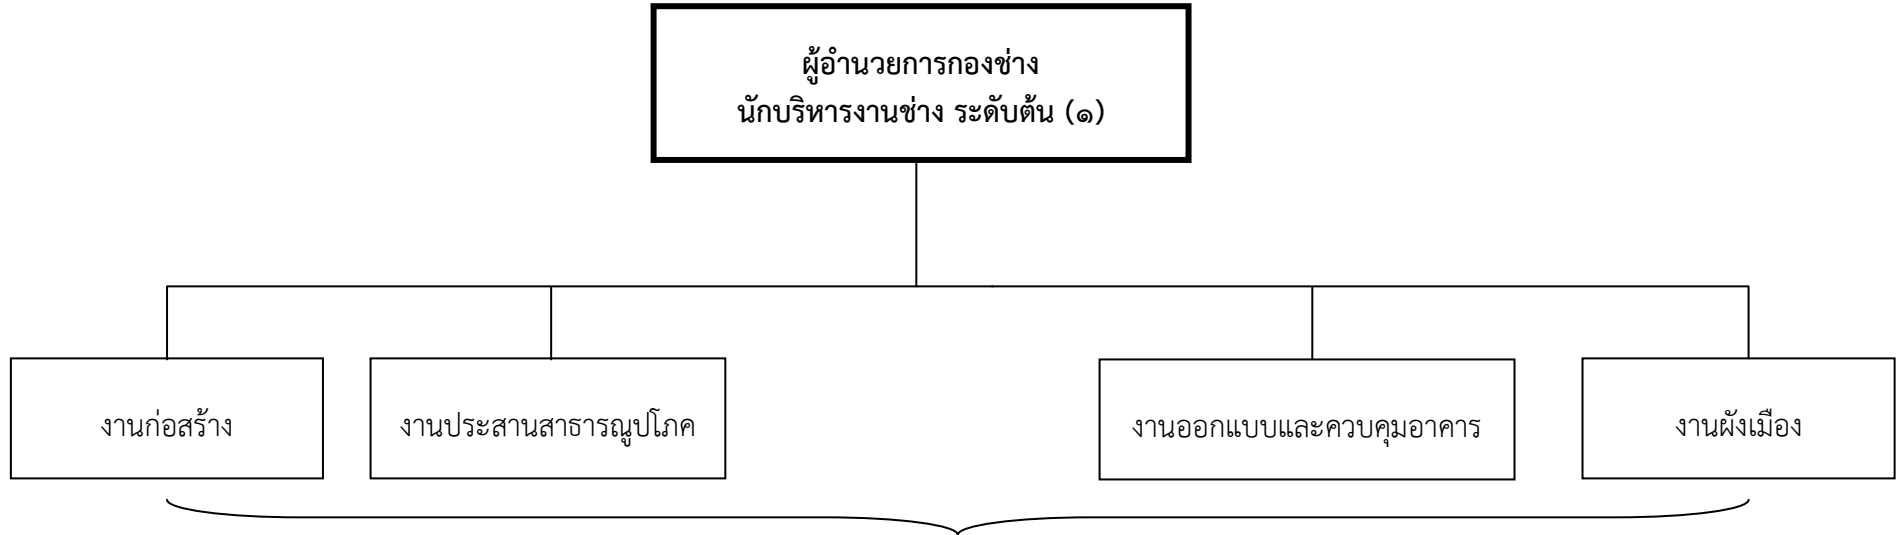 ผู้อำนวยการกองช่าง
นักบริหารงานช่าง ระดับต้น (๑)
งานก่อสร้าง
งานประสานสาธารณูปโภค
งานออกแบบและควบคุมอาคาร
งานผังเมือง